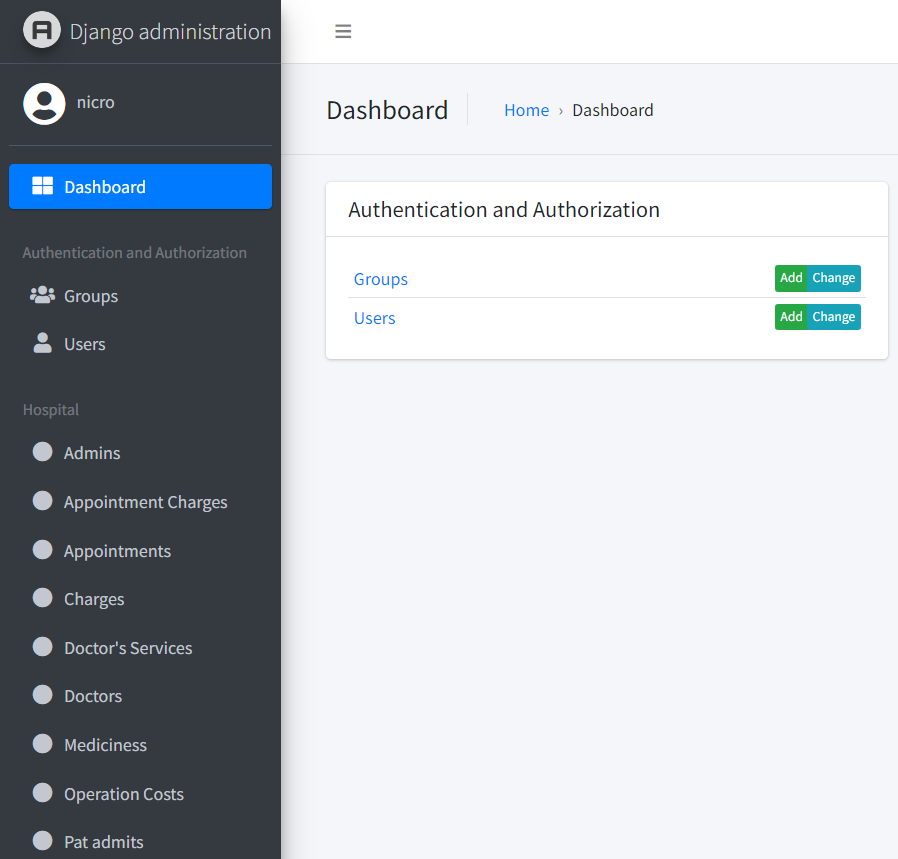 Django administration
nicro
Dashboard
Authentication and Authorization
Groups
Users
Hospital
Admins
Appointment Charges
Appointments
Charges
Doctor's Services
Doctors
Mediciness
Operation Costs
Pat admits
Dashboard
Home › Dashboard
Authentication and Authorization
Groups Add Change
Users Add Change